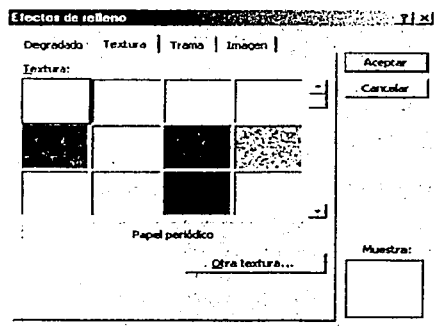 Efectos de relleno ? x
Degradado Textura Trama Imagen
Textura:
Aceptar
Cancelar
Papel periódico
Otra textura...
Muestra: